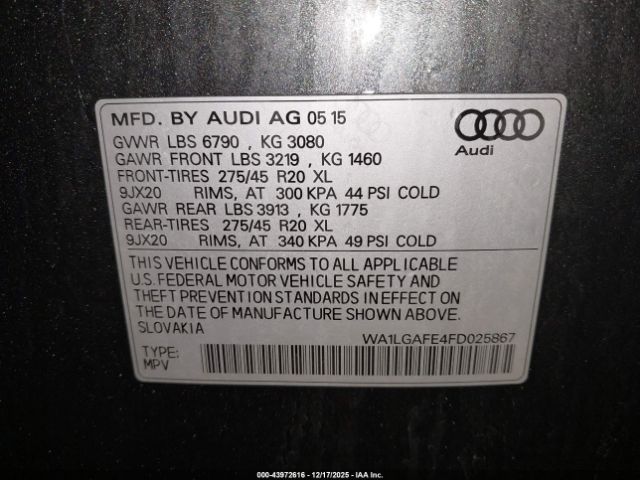 MFD. BY AUDI AG 05 15
GVWR LBS 6790 , KG 3080
GAWR FRONT LBS 3219 , KG 1460
FRONT-TIRES 275/45 R20 XL
9JX20 RIMS, AT 300 KPA 44 PSI COLD
GAWR REAR LBS 3913 , KG 1775
REAR-TIRES 275/45 R20 XL
9JX20 RIMS, AT 340 KPA 49 PSI COLD
Audi
THIS VEHICLE CONFORMS TO ALL APPLICABLE
U.S. FEDERAL MOTOR VEHICLE SAFETY AND
THEFT PREVENTION STANDARDS IN EFFECT ON
THE DATE OF MANUFACTURE SHOWN ABOVE.
SLOVAKIA
WA1LGAFE4FD025867
TYPE:
MPV
000-43972616 - 12/17/2025 - IAA Inc.